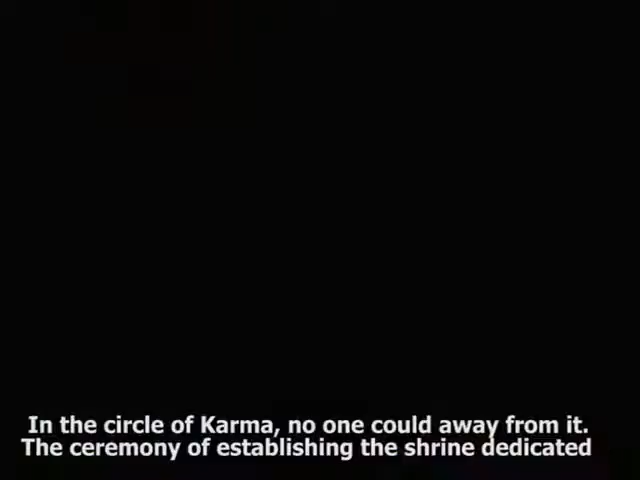 In the circle of Karma, no one could away from it.
The ceremony of establishing the shrine dedicated